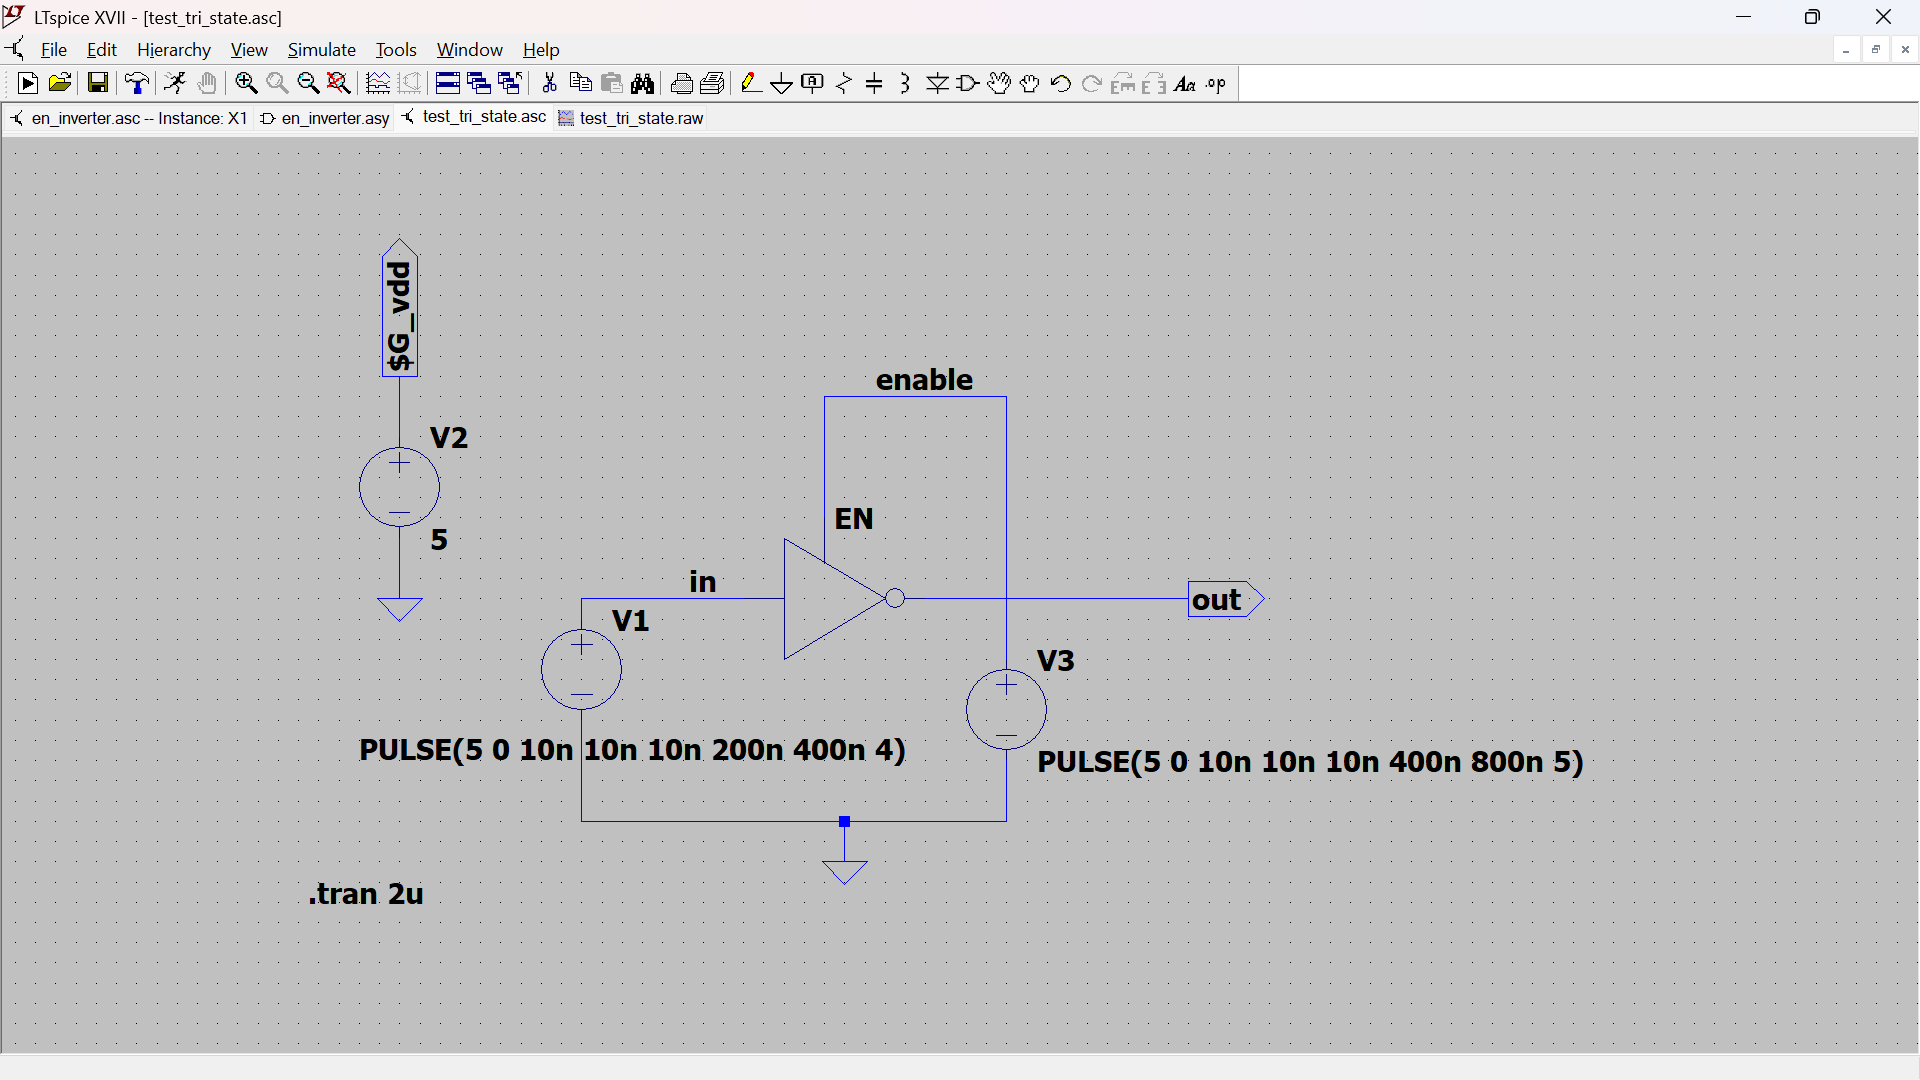 LTspice XVII - [test_tri_state.asc]
File Edit Hierarchy View Simulate Tools Window Help
en_inverter.asc -- Instance: X1 en_inverter.asy test_tri_state.asc test_tri_state.raw
$G_vdd
enable
V2
EN
5
in
V1
out
V3
PULSE(5 0 10n 10n 10n 200n 400n 4)
PULSE(5 0 10n 10n 10n 400n 800n 5)
.tran 2u